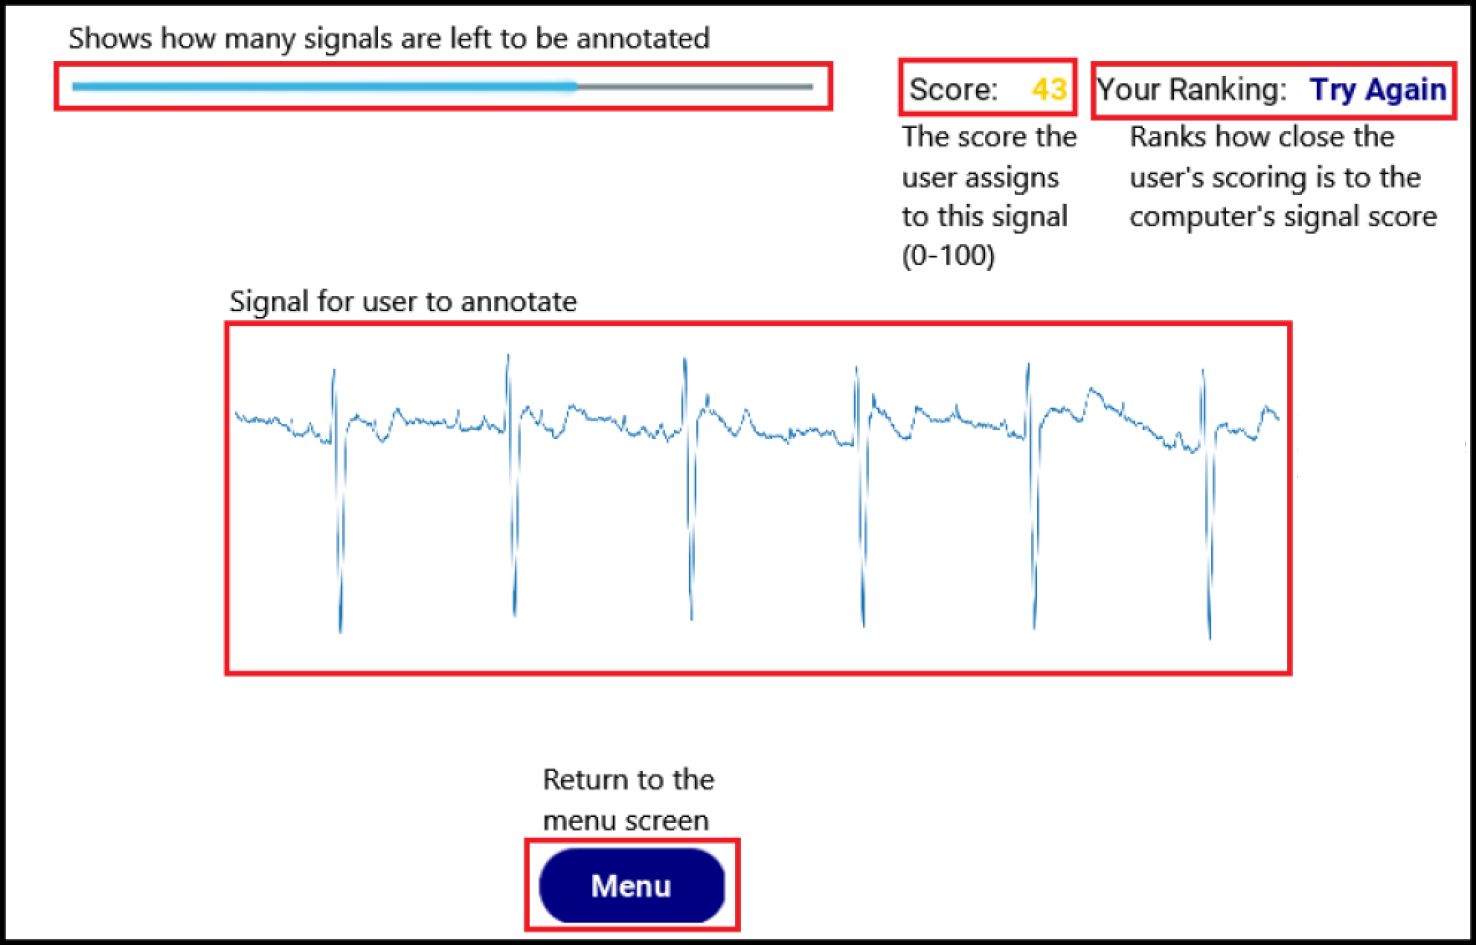 Shows how many signals are left to be annotated
Score: 43
Your Ranking: Try Again
The score the
user assigns
to this signal
(0-100)
Ranks how close the
user's scoring is to the
computer's signal score
Signal for user to annotate
Return to the
menu screen
Menu